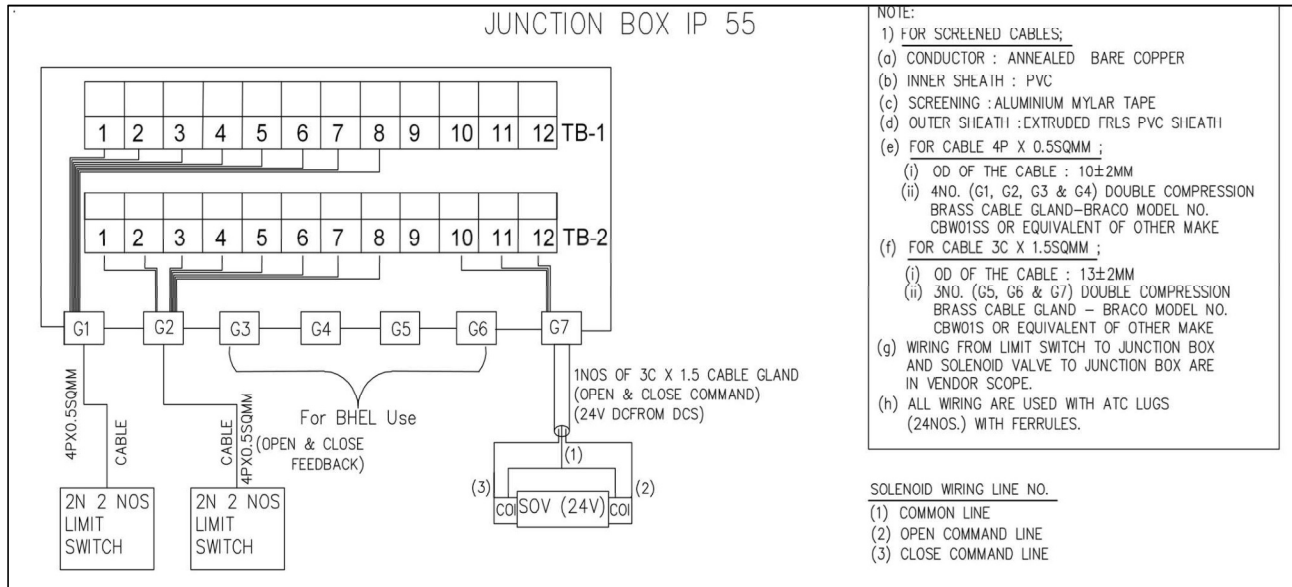 JUNCTION BOX IP 55
1 2 3 4 5 6 7 8 9 10 11 12 TB-1
1 2 3 4 5 6 7 8 9 10 11 12 TB-2
G1 G2 G3 G4 G5 G6 G7
4PX0.5SQMM
CABLE
CABLE
4PX0.5SQMM
For BHEL Use
(OPEN & CLOSE
FEEDBACK)
1NOS OF 3C X 1.5 CABLE GLAND
(OPEN & CLOSE COMMAND)
(24V DCFROM DCS)
2N 2 NOS
LIMIT
SWITCH
2N 2 NOS
LIMIT
SWITCH
(1)
(3)
(2)
COI SOV (24V) COI
NOTE:
1) FOR SCREENED CABLES;
(a) CONDUCTOR : ANNEALED BARE COPPER
(b) INNER SHEATH : PVC
(c) SCREENING : ALUMINIUM MYLAR TAPE
(d) OUTER SHEATH : EXTRUDED FRLS PVC SHEATH
(e) FOR CABLE 4P X 0.5SQMM ;
(i) OD OF THE CABLE : 10±2MM
(ii) 4NO. (G1, G2, G3 & G4) DOUBLE COMPRESSION
BRASS CABLE GLAND-BRACO MODEL NO.
CBW01SS OR EQUIVALENT OF OTHER MAKE
(f) FOR CABLE 3C X 1.5SQMM ;
(i) OD OF THE CABLE : 13±2MM
(ii) 3NO. (G5, G6 & G7) DOUBLE COMPRESSION
BRASS CABLE GLAND - BRACO MODEL NO.
CBW01S OR EQUIVALENT OF OTHER MAKE
(g) WIRING FROM LIMIT SWITCH TO JUNCTION BOX
AND SOLENOID VALVE TO JUNCTION BOX ARE
IN VENDOR SCOPE.
(h) ALL WIRING ARE USED WITH ATC LUGS
(24NOS.) WITH FERRULES.
SOLENOID WIRING LINE NO.
(1) COMMON LINE
(2) OPEN COMMAND LINE
(3) CLOSE COMMAND LINE